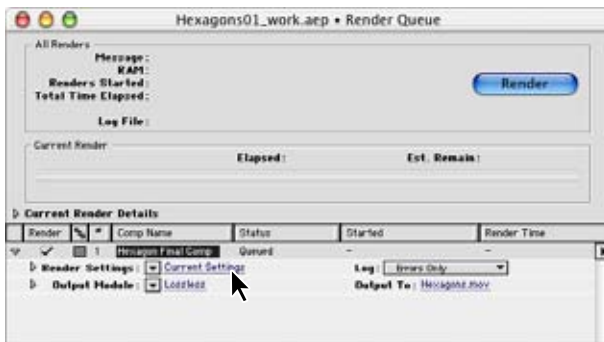 Hexagons01_work.aep • Render Queue
All Renders
Message:
RAM:
Renders Started:
Total Time Elapsed:
Log File:
Render
Current Render
Elapsed: Est. Remain:
Current Render Details
Render # Comp Name Status Started Render Time
1 Hexagon Final Comp Queued - -
Render Settings: Current Settings Log: Errors Only
Output Module: Lossless Output To: Hexagons.mov